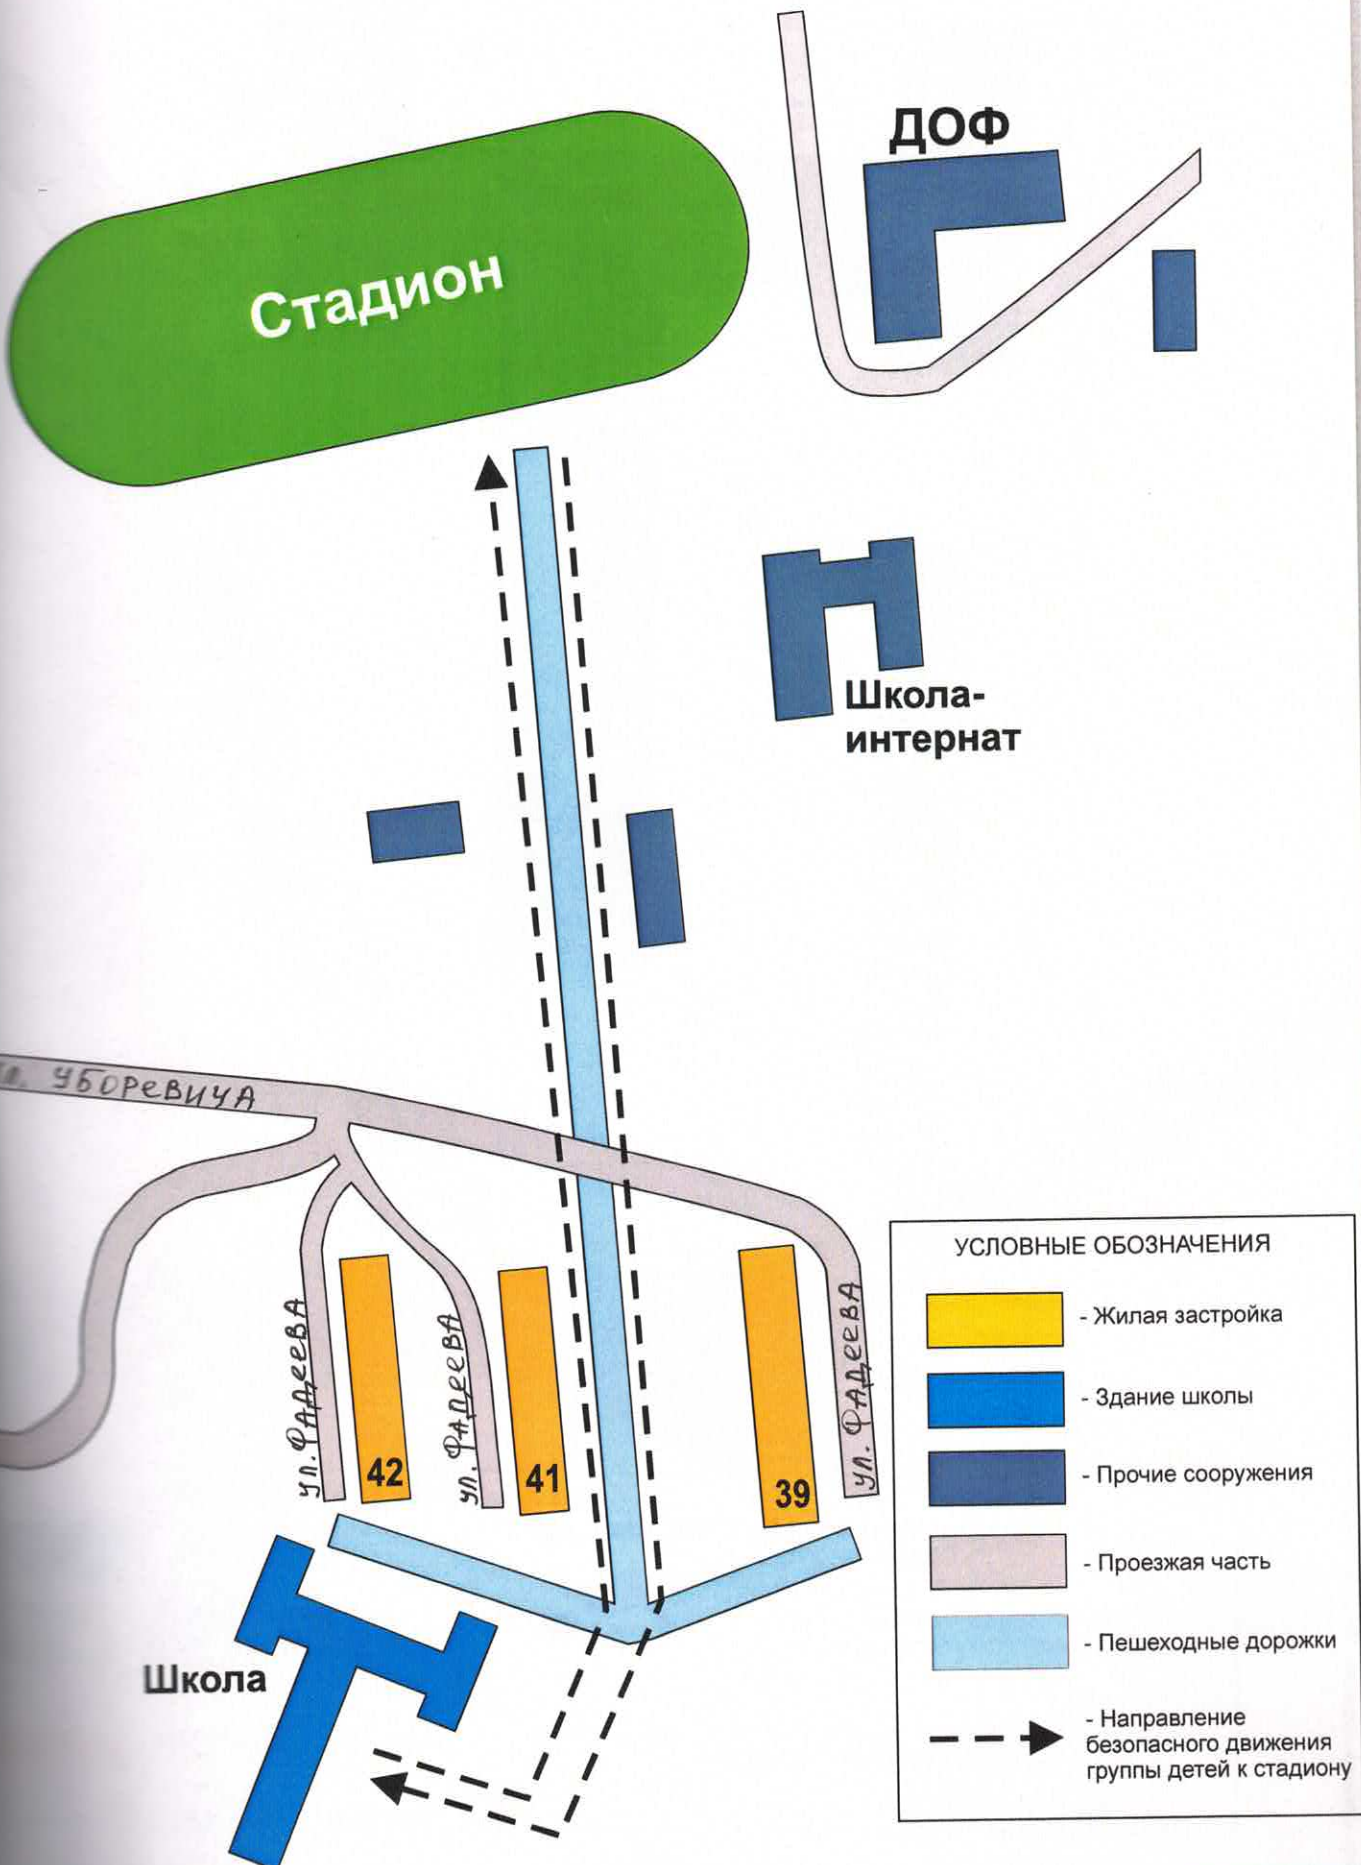 ДОФ
Стадион
Школа-
интернат
УБОРЕВИЧА
УСЛОВНЫЕ ОБОЗНАЧЕНИЯ
- Жилая застройка
- Здание школы
- Прочие сооружения
- Проезжая часть
- Пешеходные дорожки
- Направление
безопасного движения
группы детей к стадиону
ул. ФАДЕЕВА
42
ул. ФАДЕЕВА
41
39
ул. ФАДЕЕВА
Школа